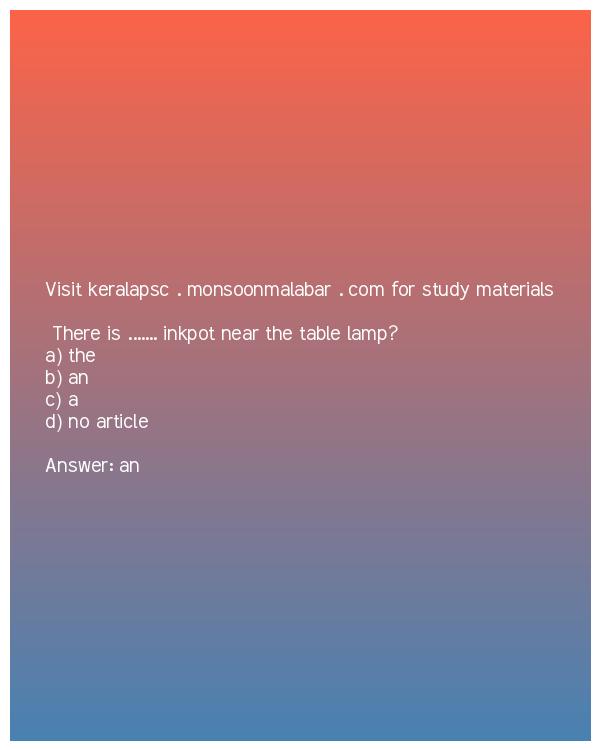 Visit keralapsc . monsoonmalabar . com for study materials
There is ....... inkpot near the table lamp?
a) the
b) an
c) a
d) no article
Answer: an